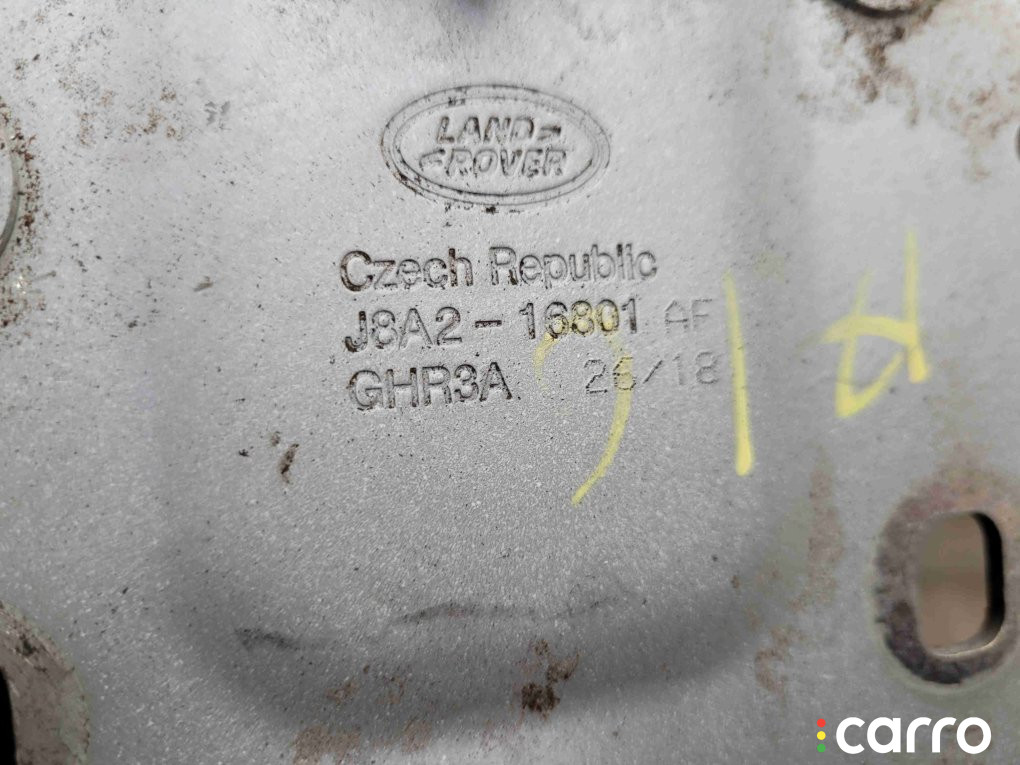 LAND-
ROVER
Czech Republic
J8A2-16801 AF
GHR3A 26/18
carro